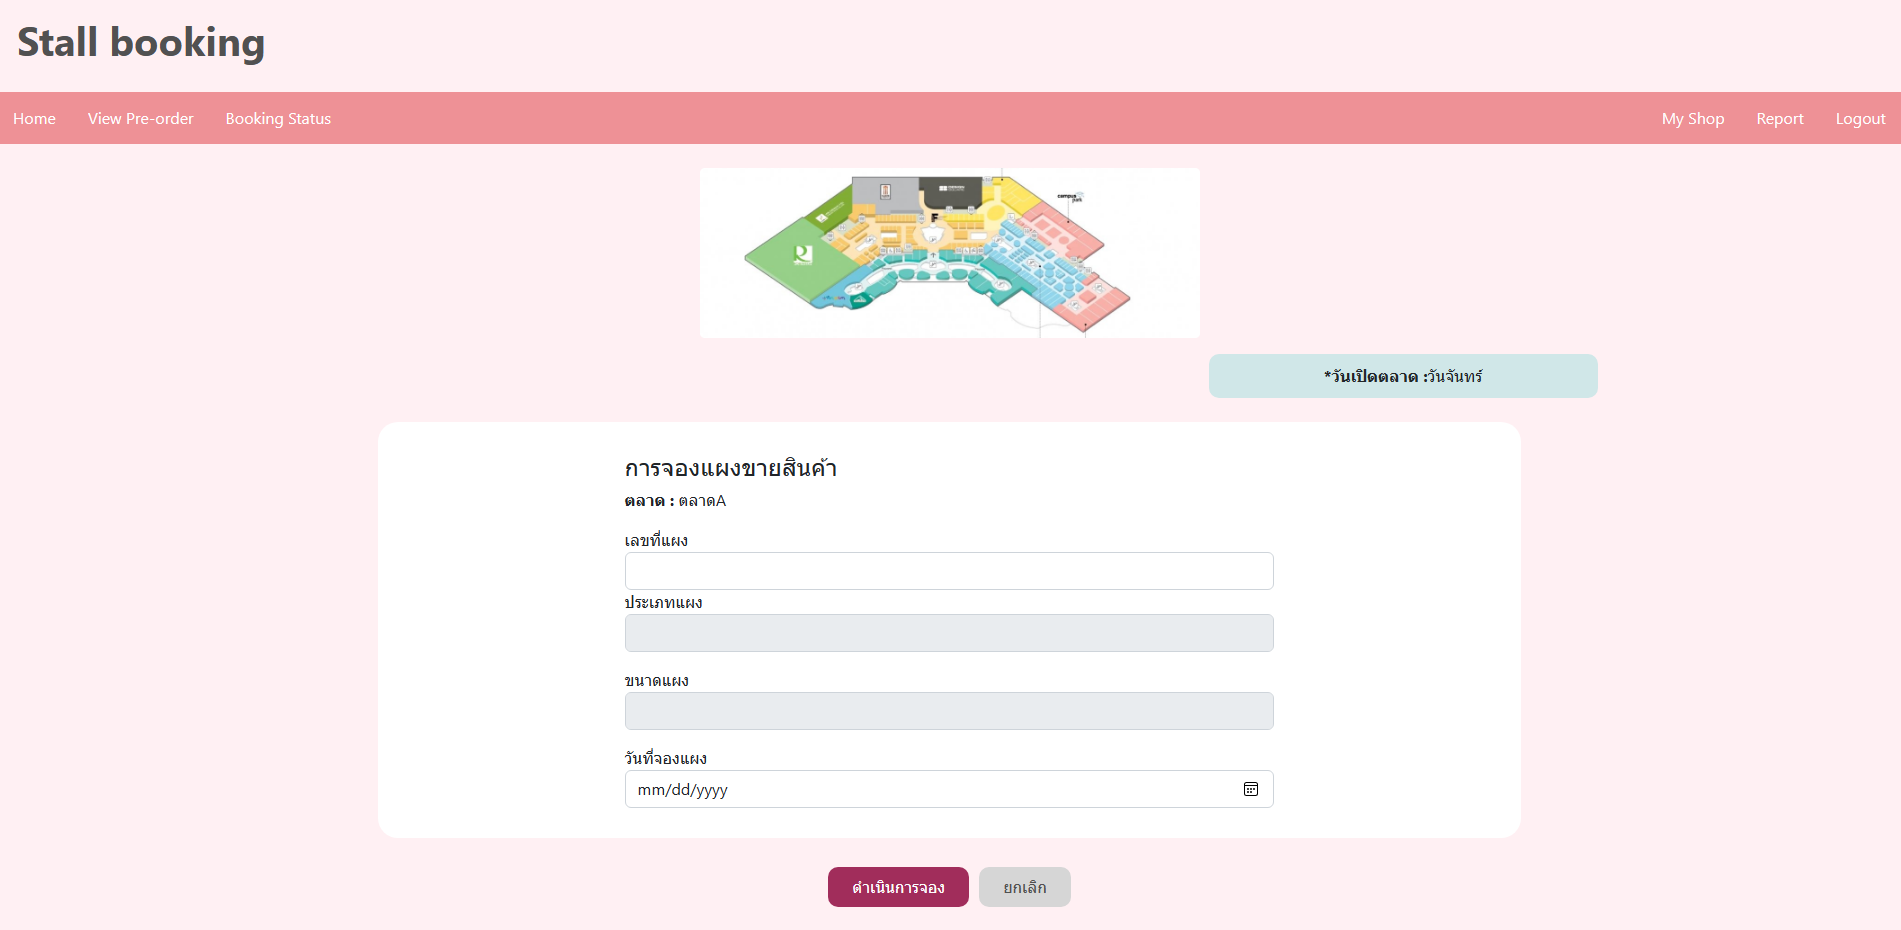 Stall booking
Home View Pre-order Booking Status My Shop Report Logout
campus
park
*วันเปิดตลาด :วันจันทร์
การจองแผงขายสินค้า
ตลาด : ตลาดA
เลขที่แผง
ประเภทแผง
ขนาดแผง
วันที่จองแผง
mm/dd/yyyy
ดำเนินการจอง ยกเลิก